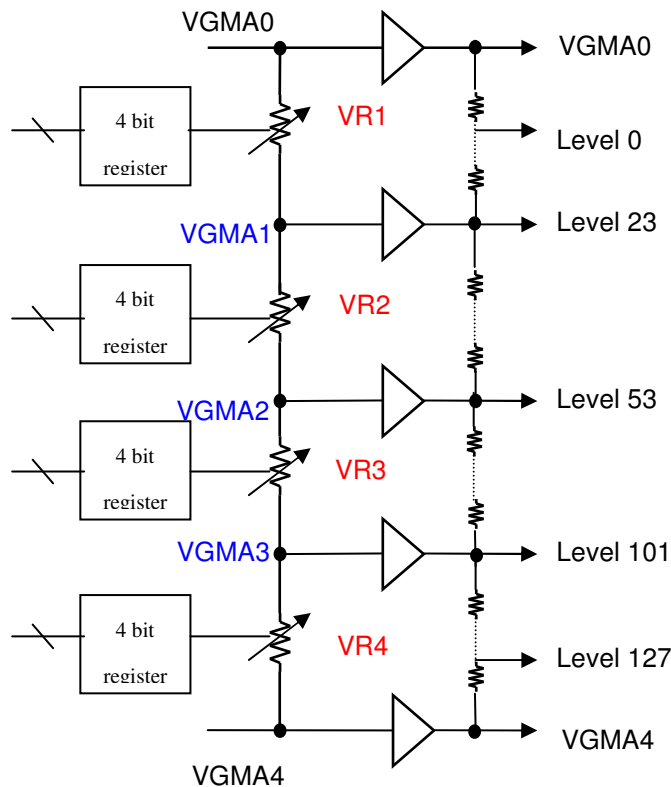 VGMA0
VGMA0
4 bit
register
VR1
Level 0
VGMA1
Level 23
4 bit
register
VR2
VGMA2
Level 53
4 bit
register
VR3
VGMA3
Level 101
4 bit
register
VR4
Level 127
VGMA4
VGMA4